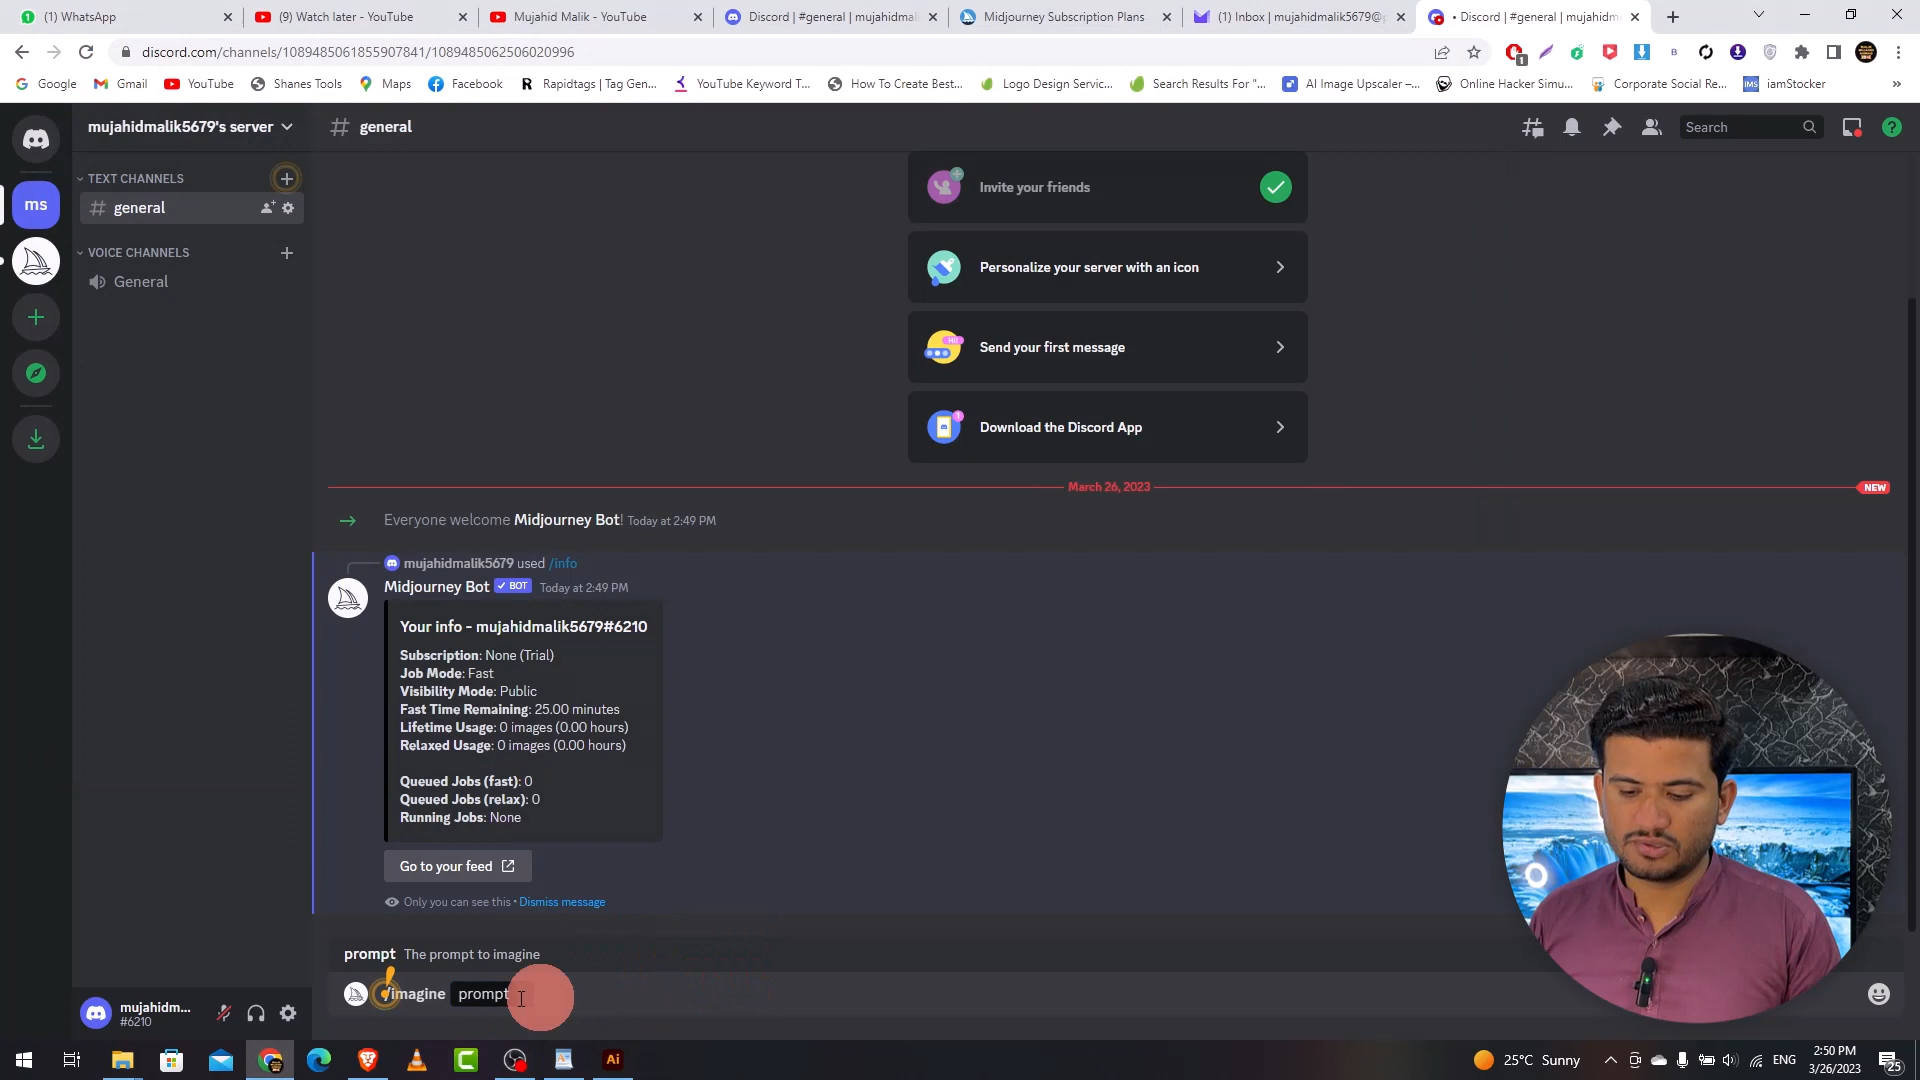 (1) WhatsApp
(9) Watch later - YouTube
Mujahid Malik - YouTube
Discord | #general | mujahidmali
Midjourney Subscription Plans
(1) Inbox | mujahidmalik5679@p
• Discord | #general | mujahidm
discord.com/channels/1089485061855907841/1089485062506020996
1
Google
Gmail
YouTube
Shanes Tools
Maps
Facebook
R Rapidtags | Tag Gen...
YouTube Keyword T...
How To Create Best...
Logo Design Servic...
Search Results For "...
AI Image Upscaler –...
Online Hacker Simu...
Corporate Social Re...
IMS iamStocker
»
mujahidmalik5679's server
# general
Search
TEXT CHANNELS
ms
# general
VOICE CHANNELS
General
Invite your friends
Personalize your server with an icon
Send your first message
Download the Discord App
March 26, 2023
NEW
Everyone welcome Midjourney Bot! Today at 2:49 PM
mujahidmalik5679 used /info
Midjourney Bot ✓ BOT Today at 2:49 PM
Your info - mujahidmalik5679#6210
Subscription: None (Trial)
Job Mode: Fast
Visibility Mode: Public
Fast Time Remaining: 25.00 minutes
Lifetime Usage: 0 images (0.00 hours)
Relaxed Usage: 0 images (0.00 hours)
Queued Jobs (fast): 0
Queued Jobs (relax): 0
Running Jobs: None
Go to your feed
Only you can see this • Dismiss message
prompt The prompt to imagine
/imagine prompt
mujahidm...
#6210
Ai
25°C Sunny
ENG
2:50 PM
3/26/2023
25